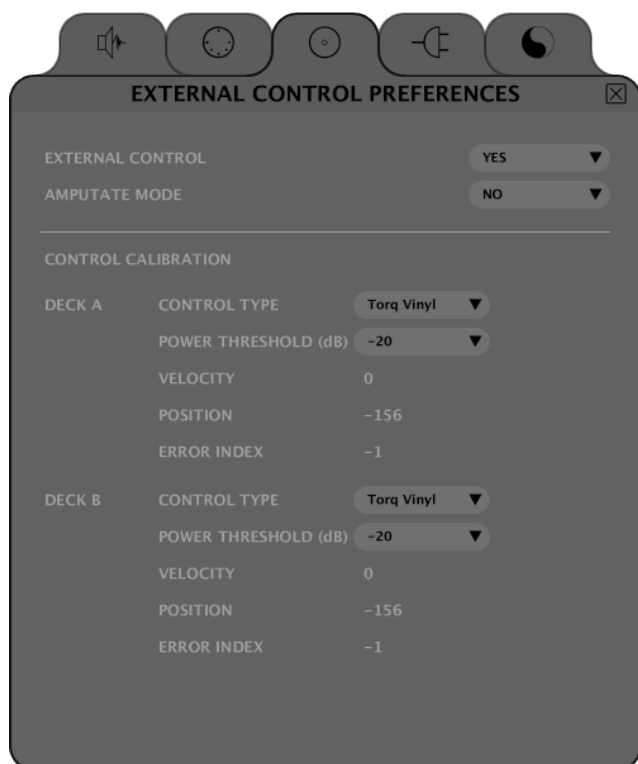 EXTERNAL CONTROL PREFERENCES
EXTERNAL CONTROL YES
AMPUTATE MODE NO
CONTROL CALIBRATION
DECK A CONTROL TYPE Torq Vinyl
POWER THRESHOLD (dB) -20
VELOCITY 0
POSITION -156
ERROR INDEX -1
DECK B CONTROL TYPE Torq Vinyl
POWER THRESHOLD (dB) -20
VELOCITY 0
POSITION -156
ERROR INDEX -1